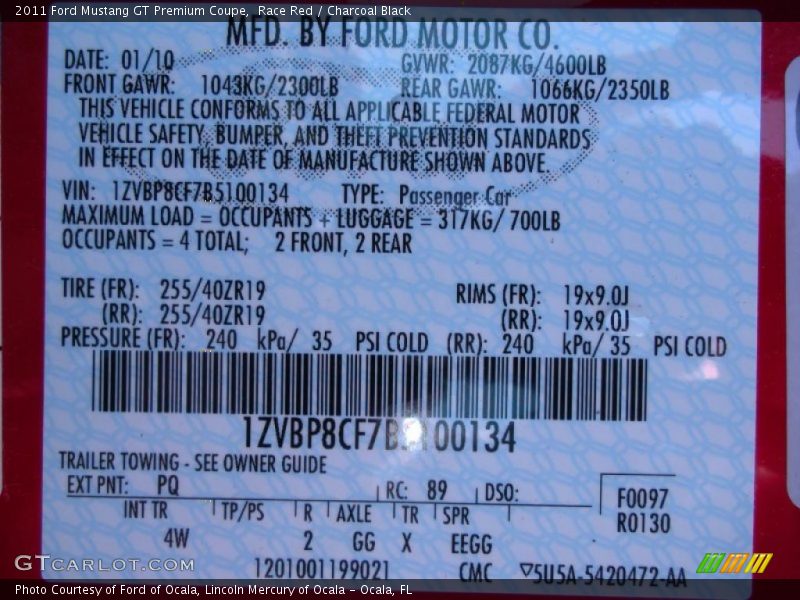 2011 Ford Mustang GT Premium Coupe, Race Red / Charcoal Black
MFD. BY FORD MOTOR CO.
DATE: 01/10 GVWR: 2087KG/4600LB
FRONT GAWR: 1043KG/2300LB REAR GAWR: 1066KG/2350LB
THIS VEHICLE CONFORMS TO ALL APPLICABLE FEDERAL MOTOR
VEHICLE SAFETY, BUMPER, AND THEFT PREVENTION STANDARDS
IN EFFECT ON THE DATE OF MANUFACTURE SHOWN ABOVE.
VIN: 1ZVBP8CF7B5100134 TYPE: Passenger Car
MAXIMUM LOAD = OCCUPANTS + LUGGAGE = 317KG/ 700LB
OCCUPANTS = 4 TOTAL; 2 FRONT, 2 REAR
TIRE (FR): 255/40ZR19 RIMS (FR): 19x9.0J
(RR): 255/40ZR19 (RR): 19x9.0J
PRESSURE (FR): 240 kPa/ 35 PSI COLD (RR): 240 kPa/ 35 PSI COLD
1ZVBP8CF7B5100134
TRAILER TOWING - SEE OWNER GUIDE
EXT PNT: PQ RC: 89 DSO: F0097
INT TR TP/PS R AXLE TR SPR R0130
4W 2 GG X EEGG
1201001199021 CMC ▽5U5A-5420472-AA
GTCARLOT.COM
Photo Courtesy of Ford of Ocala, Lincoln Mercury of Ocala - Ocala, FL